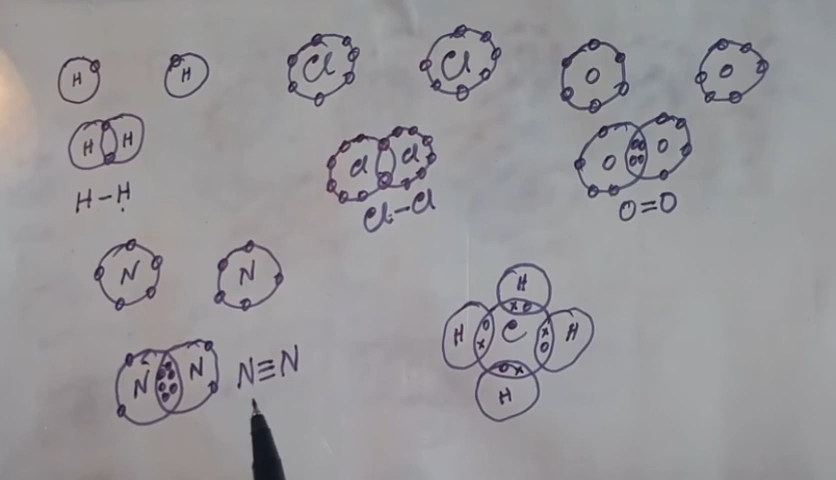 H H Cl Cl O O
H H Cl Cl O O
H-H Cl-Cl O=O
N N
H
H C H
N N N≡N
H